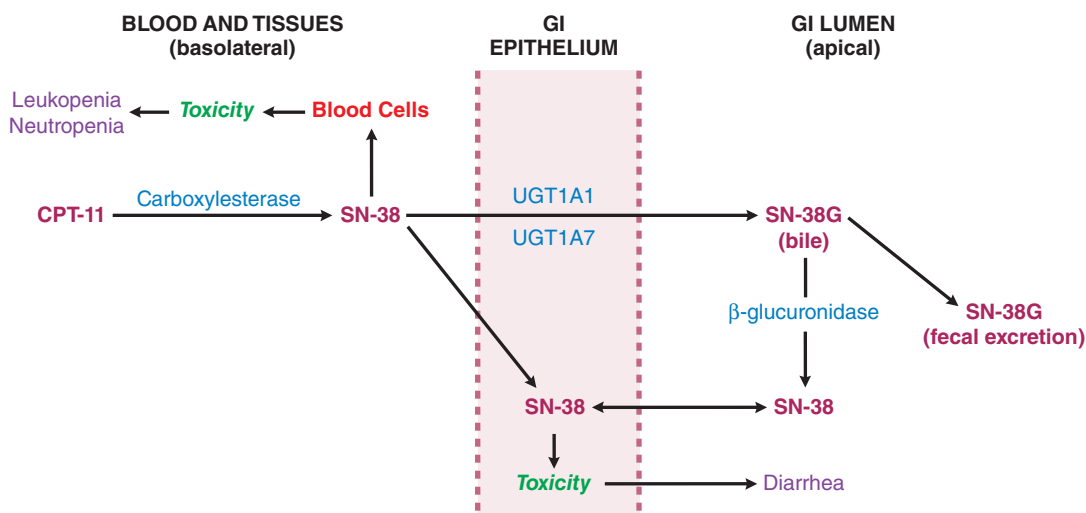 BLOOD AND TISSUES
(basolateral)
GI
EPITHELIUM
GI LUMEN
(apical)
Leukopenia
Neutropenia
Toxicity
Blood Cells
CPT-11
Carboxylesterase
SN-38
UGT1A1
UGT1A7
SN-38G
(bile)
β-glucuronidase
SN-38G
(fecal excretion)
SN-38
SN-38
Toxicity
Diarrhea